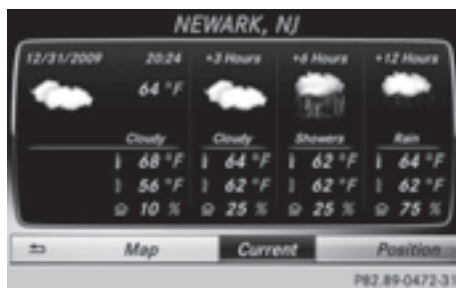 NEWARK, NJ
12/31/2009 20:24 +3 Hours +6 Hours +12 Hours
64 °F
Cloudy Cloudy Showers Rain
68 °F 64 °F 62 °F 64 °F
56 °F 62 °F 62 °F 62 °F
10 % 25 % 25 % 75 %
Map Current Position
P82.89-0472-31